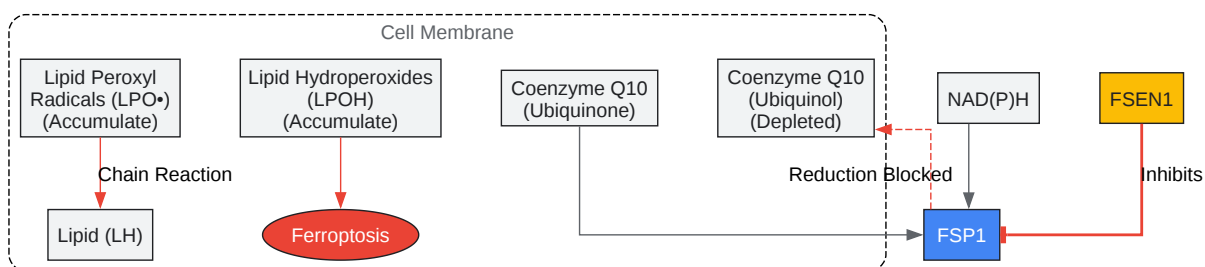 Cell Membrane
Lipid Peroxyl
Radicals (LPO•)
(Accumulate)
Lipid Hydroperoxides
(LPOH)
(Accumulate)
Coenzyme Q10
(Ubiquinone)
Coenzyme Q10
(Ubiquinol)
(Depleted)
NAD(P)H
FSEN1
Chain Reaction
Reduction Blocked
Inhibits
Lipid (LH)
Ferroptosis
FSP1